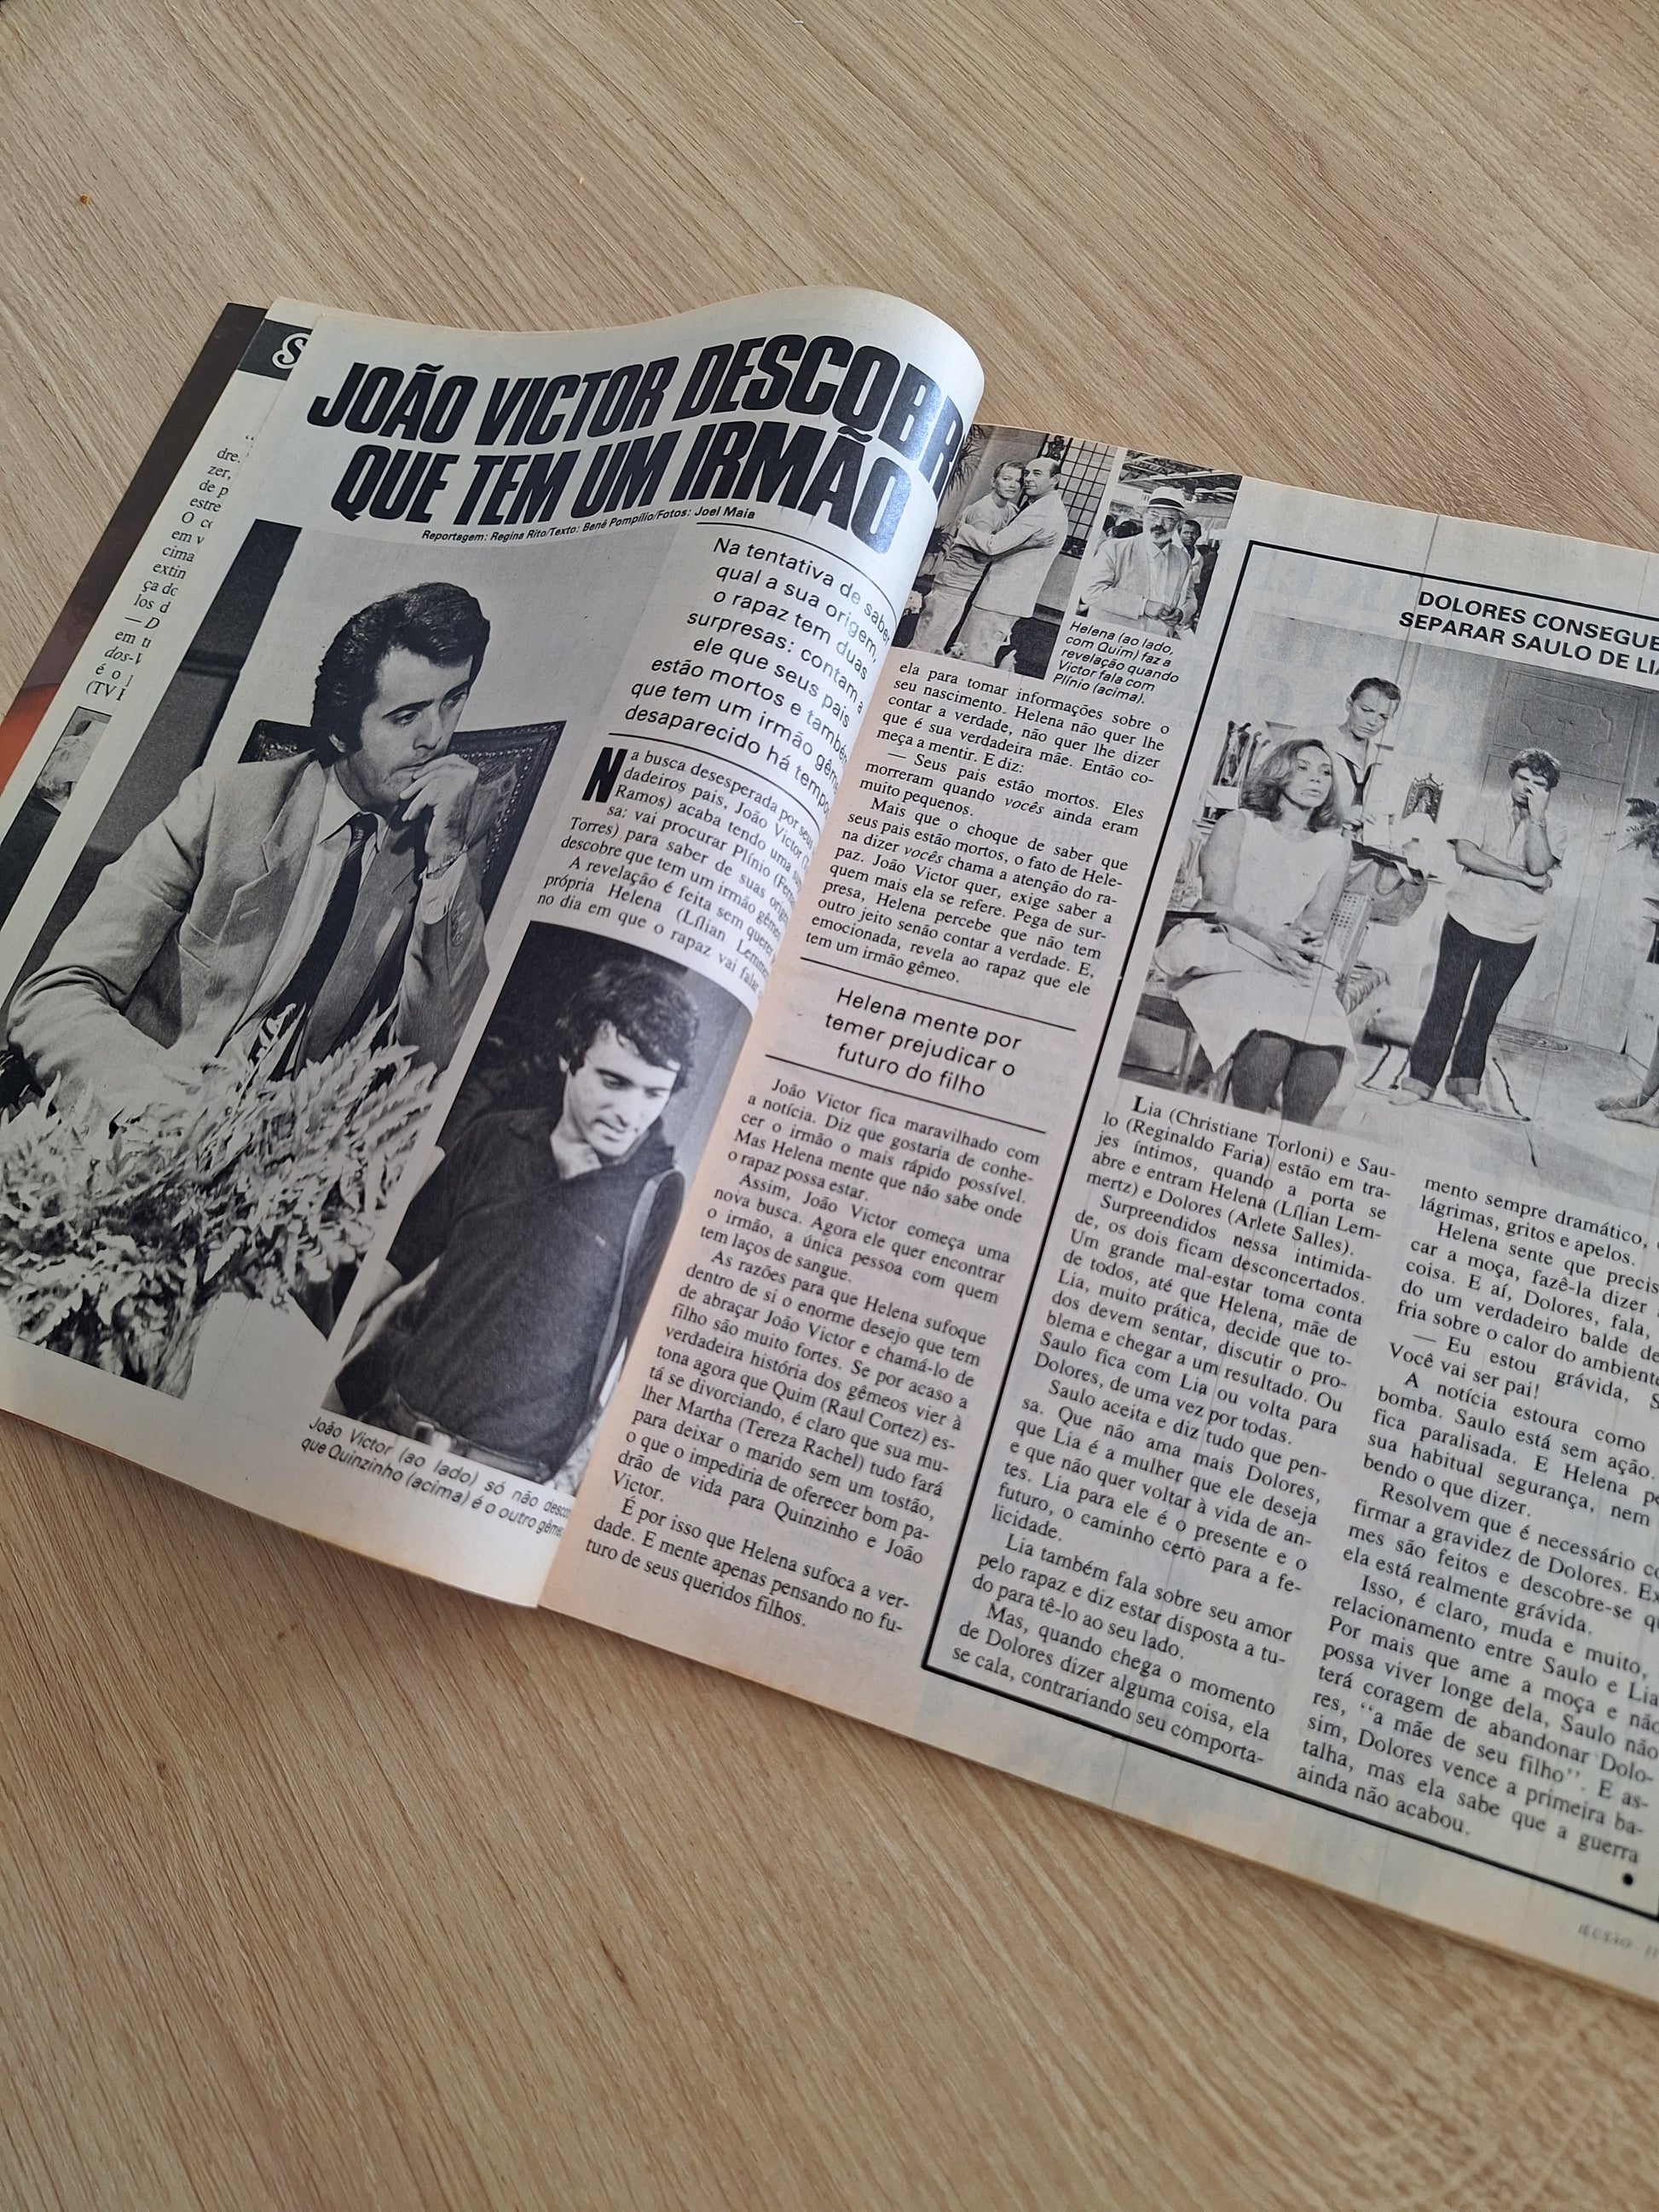 S
dre.
zer,
de p
estre
em v
cima
extin
ça do
los d
— D
em tr
é o
JOÃO VICTOR DESCOBR
QUE TEM UM IRMÃO
Reportagem: Regina Rito/Texto: Bené Pompílio/Fotos: Joel Maia
Na tentativa de saber
qual a sua origem,
o rapaz tem duas
surpresas: contam a
ele que seus pais
estão mortos e também
que tem um irmão gêm
desaparecido há tempo
Na busca desesperada por seus
dadeiros pais, João Victor
Ramos) acaba tendo uma
sa: vai procurar Plínio (Fern
Torres) para saber de suas orig
descobre que tem um irmão gême
A revelação é feita sem querer
própria Helena (Lílian Lemm
no dia em que o rapaz vai falar
João Victor (ao lado) só não desco
que Quinzinho (acima) é o outro gême
Helena (ao lado,
com Quim) faz a
revelação quando
Victor fala com
Plínio (acima).
ela para tomar informações sobre o
seu nascimento. Helena não quer lhe
contar a verdade, não quer lhe dizer
que é sua verdadeira mãe. Então co-
meça a mentir. E diz:
— Seus pais estão mortos. Eles
morreram quando vocês ainda eram
muito pequenos.
Mais que o choque de saber que
seus pais estão mortos, o fato de Hele-
na dizer vocês chama a atenção do ra-
paz. João Victor quer, exige saber a
quem mais ela se refere. Pega de sur-
presa, Helena percebe que não tem
outro jeito senão contar a verdade. E,
emocionada, revela ao rapaz que ele
tem um irmão gêmeo.
Helena mente por
temer prejudicar o
futuro do filho
João Victor fica maravilhado com
a notícia. Diz que gostaria de conhe-
cer o irmão o mais rápido possível.
Mas Helena mente que não sabe onde
o rapaz possa estar.
Assim, João Victor começa uma
nova busca. Agora ele quer encontrar
o irmão, a única pessoa com quem
tem laços de sangue.
As razões para que Helena sufoque
dentro de si o enorme desejo que tem
de abraçar João Victor e chamá-lo de
filho são muito fortes. Se por acaso a
verdadeira história dos gêmeos vier à
tona agora que Quim (Raul Cortez) es-
tá se divorciando, é claro que sua mu-
lher Martha (Tereza Rachel) tudo fará
para deixar o marido sem um tostão,
o que o impediria de oferecer bom pa-
drão de vida para Quinzinho e João
Victor.
É por isso que Helena sufoca a ver-
dade. E mente apenas pensando no fu-
turo de seus queridos filhos.
DOLORES CONSEGUE
SEPARAR SAULO DE LIA
Lia (Christiane Torloni) e Sau-
lo (Reginaldo Faria) estão em tra-
jes íntimos, quando a porta se
abre e entram Helena (Lílian Lem-
mertz) e Dolores (Arlete Salles).
Surpreendidos nessa intimida-
de, os dois ficam desconcertados.
Um grande mal-estar toma conta
de todos, até que Helena, mãe de
Lia, muito prática, decide que to-
dos devem sentar, discutir o pro-
blema e chegar a um resultado. Ou
Saulo fica com Lia ou volta para
Dolores, de uma vez por todas.
Saulo aceita e diz tudo que pen-
sa. Que não ama mais Dolores,
que Lia é a mulher que ele deseja
e que não quer voltar à vida de an-
tes. Lia para ele é o presente e o
futuro, o caminho certo para a fe-
licidade.
Lia também fala sobre seu amor
pelo rapaz e diz estar disposta a tu-
do para tê-lo ao seu lado.
Mas, quando chega o momento
de Dolores dizer alguma coisa, ela
se cala, contrariando seu comporta-
mento sempre dramático,
lágrimas, gritos e apelos.
Helena sente que precis
car a moça, fazê-la dizer
coisa. E aí, Dolores, fala,
do um verdadeiro balde de
fria sobre o calor do ambiente
— Eu estou grávida, S
Você vai ser pai!
A notícia estoura como
bomba. Saulo está sem ação.
fica paralisada. E Helena pe
sua habitual segurança, nem
bendo o que dizer.
Resolvem que é necessário co
firmar a gravidez de Dolores. Ex
mes são feitos e descobre-se qu
ela está realmente grávida.
Isso, é claro, muda e muito,
relacionamento entre Saulo e Lia
Por mais que ame a moça e não
possa viver longe dela, Saulo não
terá coragem de abandonar Dolo-
res, “a mãe de seu filho”. E as-
sim, Dolores vence a primeira ba-
talha, mas ela sabe que a guerra
ainda não acabou.
ILUSÃO